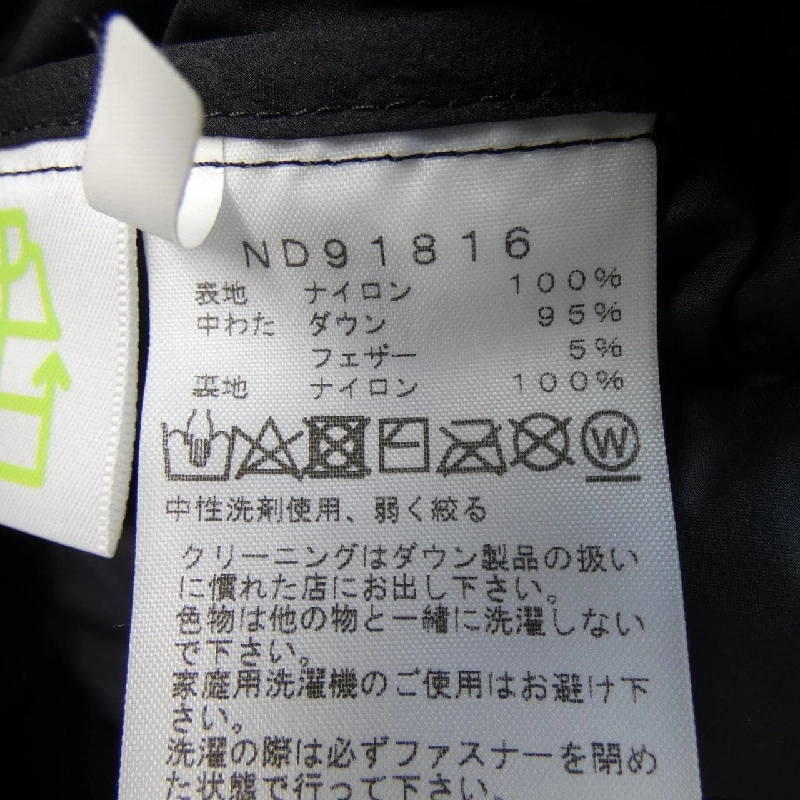 ND91816
表地 ナイロン 100%
中わた ダウン 95%
フェザー 5%
裏地 ナイロン 100%
W
中性洗剤使用、弱く絞る
クリーニングはダウン製品の扱い
に慣れた店にお出し下さい。
色物は他の物と一緒に洗濯しない
で下さい。
家庭用洗濯機のご使用はお避け下
さい。
洗濯の際は必ずファスナーを閉め
た状態で行って下さい。